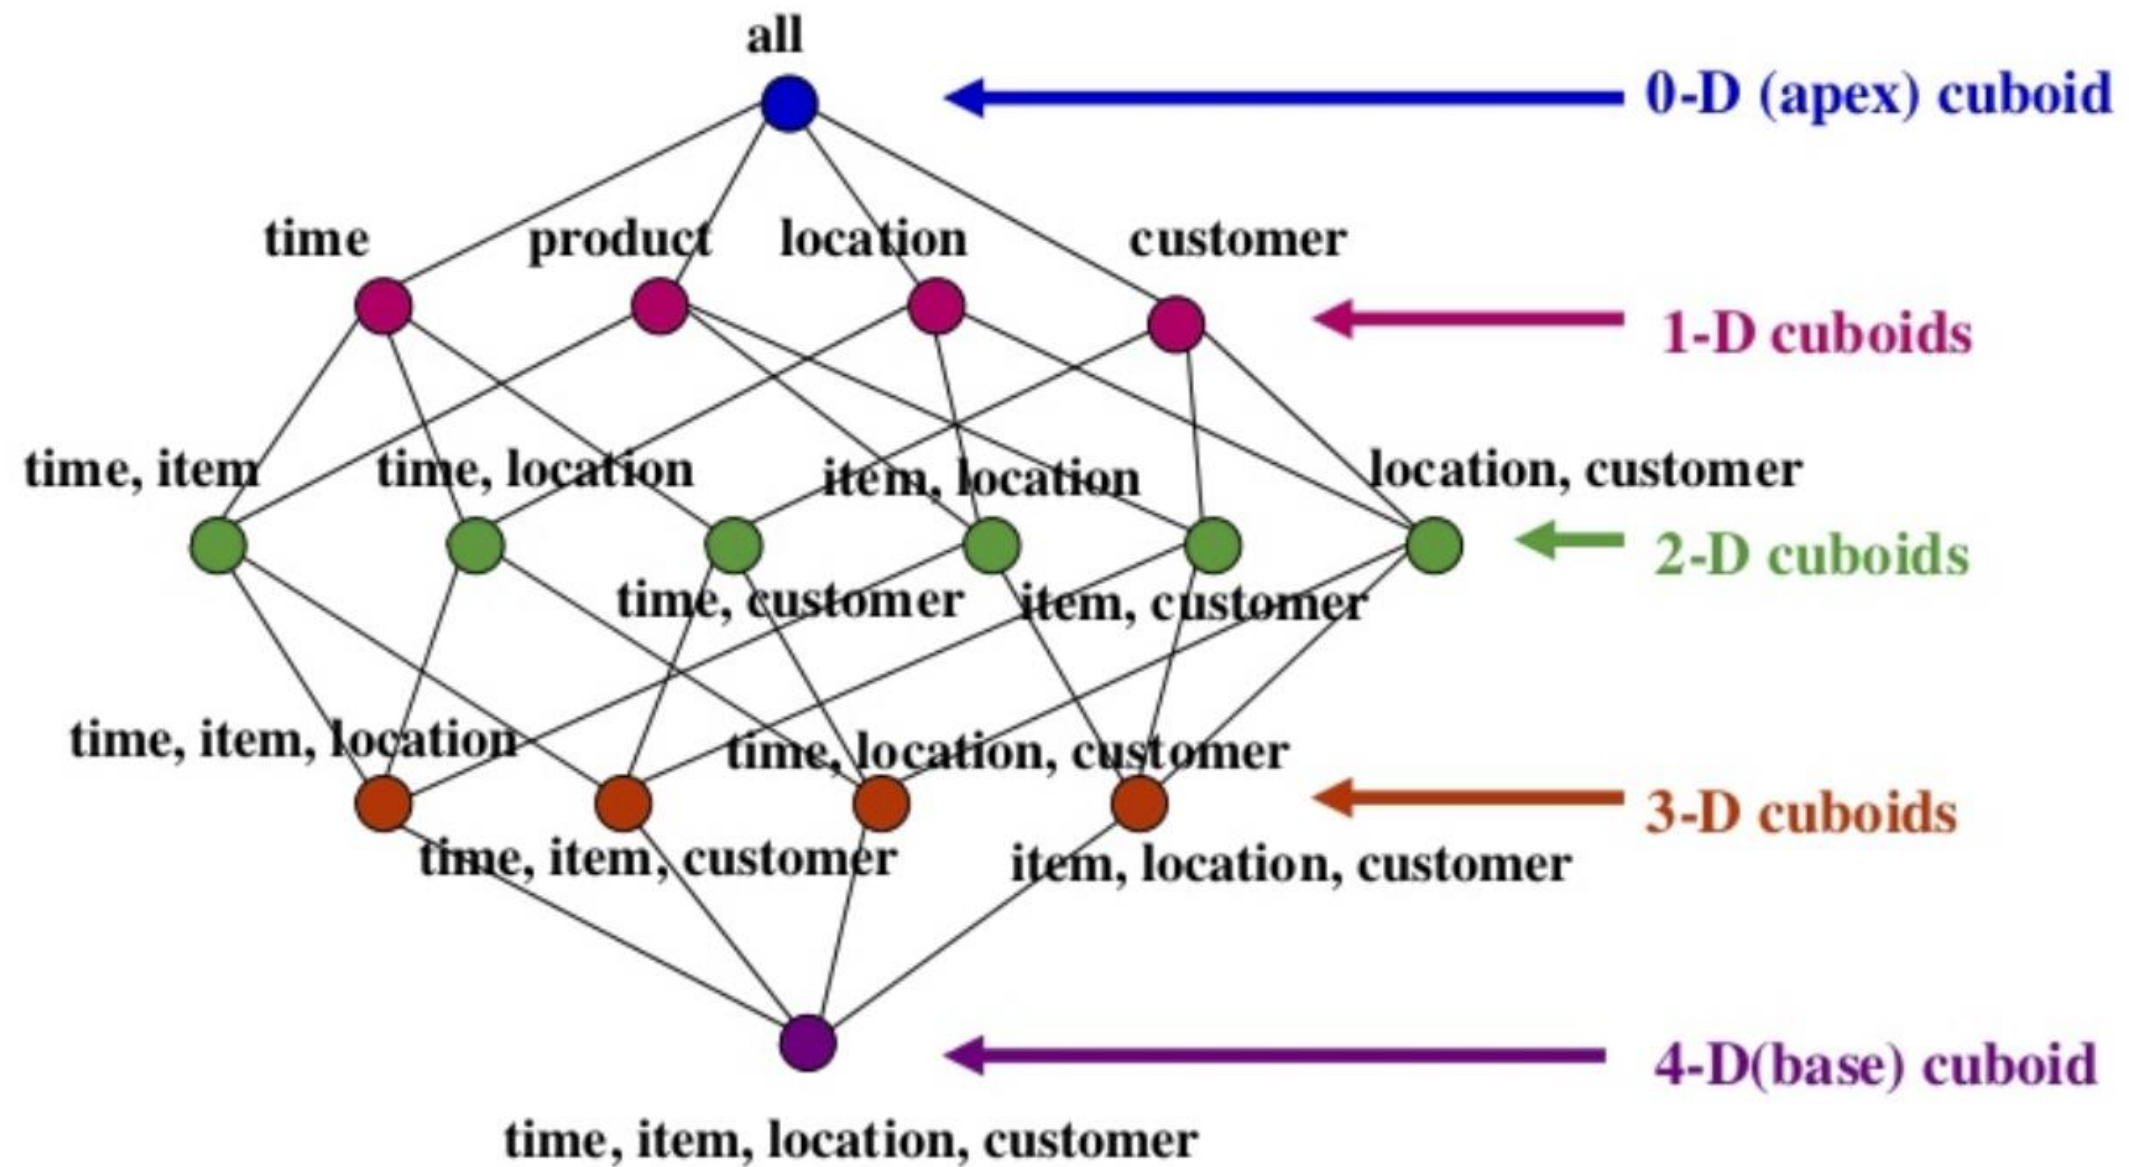 all
0-D (apex) cuboid
time
product
location
customer
1-D cuboids
time, item
time, location
item, location
location, customer
2-D cuboids
time, customer
item, customer
time, item, location
time, location, customer
3-D cuboids
time, item, customer
item, location, customer
4-D(base) cuboid
time, item, location, customer